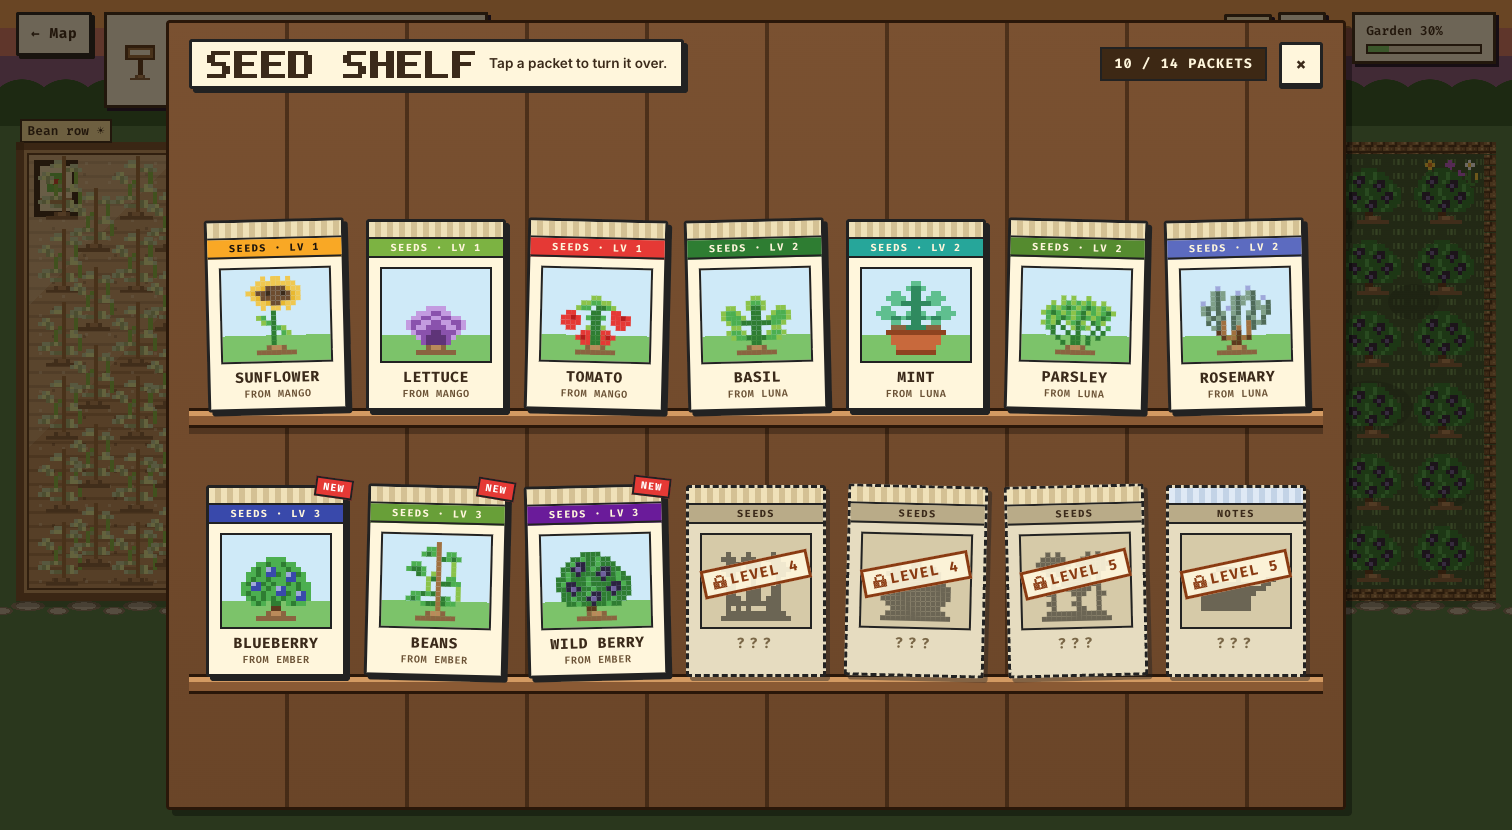 ← Map
Garden 30%
SEED SHELF
Tap a packet to turn it over.
10 / 14 PACKETS
×
Bean row ☀
SEEDS · LV 1
SUNFLOWER
FROM MANGO
SEEDS · LV 1
LETTUCE
FROM MANGO
SEEDS · LV 1
TOMATO
FROM MANGO
SEEDS · LV 2
BASIL
FROM LUNA
SEEDS · LV 2
MINT
FROM LUNA
SEEDS · LV 2
PARSLEY
FROM LUNA
SEEDS · LV 2
ROSEMARY
FROM LUNA
NEW
SEEDS · LV 3
BLUEBERRY
FROM EMBER
NEW
SEEDS · LV 3
BEANS
FROM EMBER
NEW
SEEDS · LV 3
WILD BERRY
FROM EMBER
SEEDS
LEVEL 4
???
SEEDS
LEVEL 4
???
SEEDS
LEVEL 5
???
NOTES
LEVEL 5
???